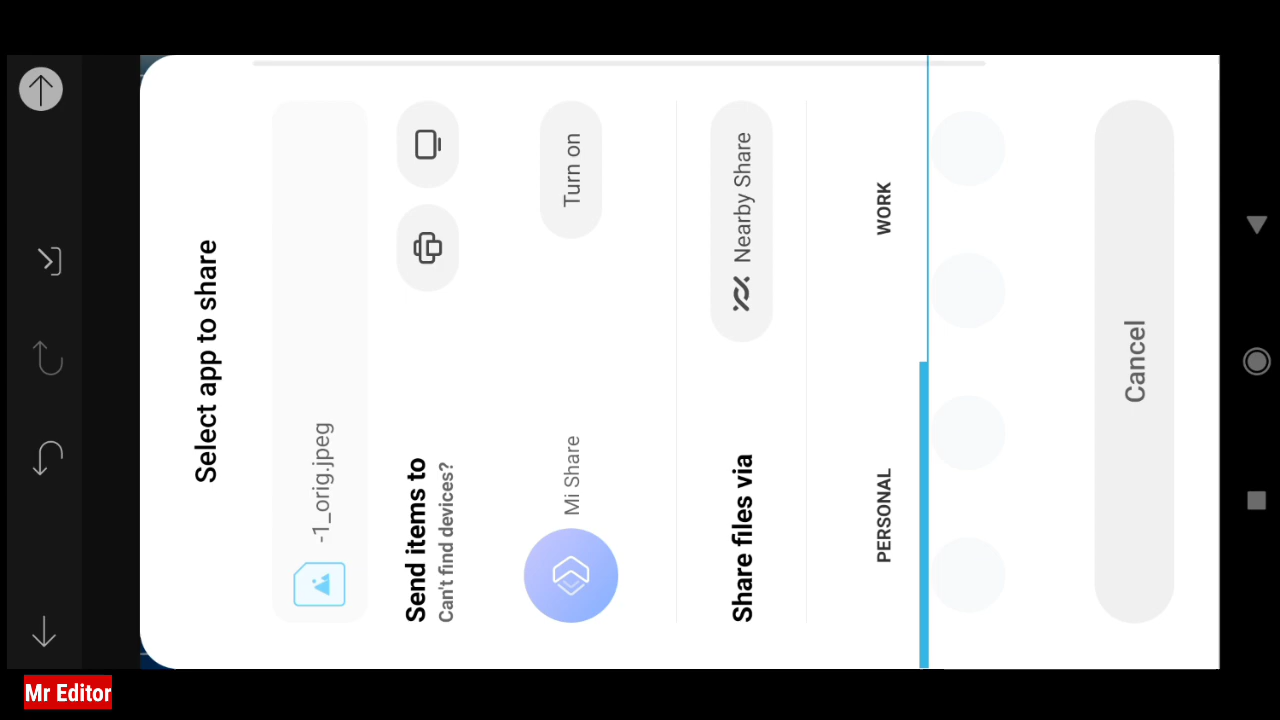 Select app to share
-1_orig.jpeg
Send items to
Can't find devices?
Mi Share
Turn on
Share files via
Nearby Share
PERSONAL
WORK
Cancel
Mr Editor